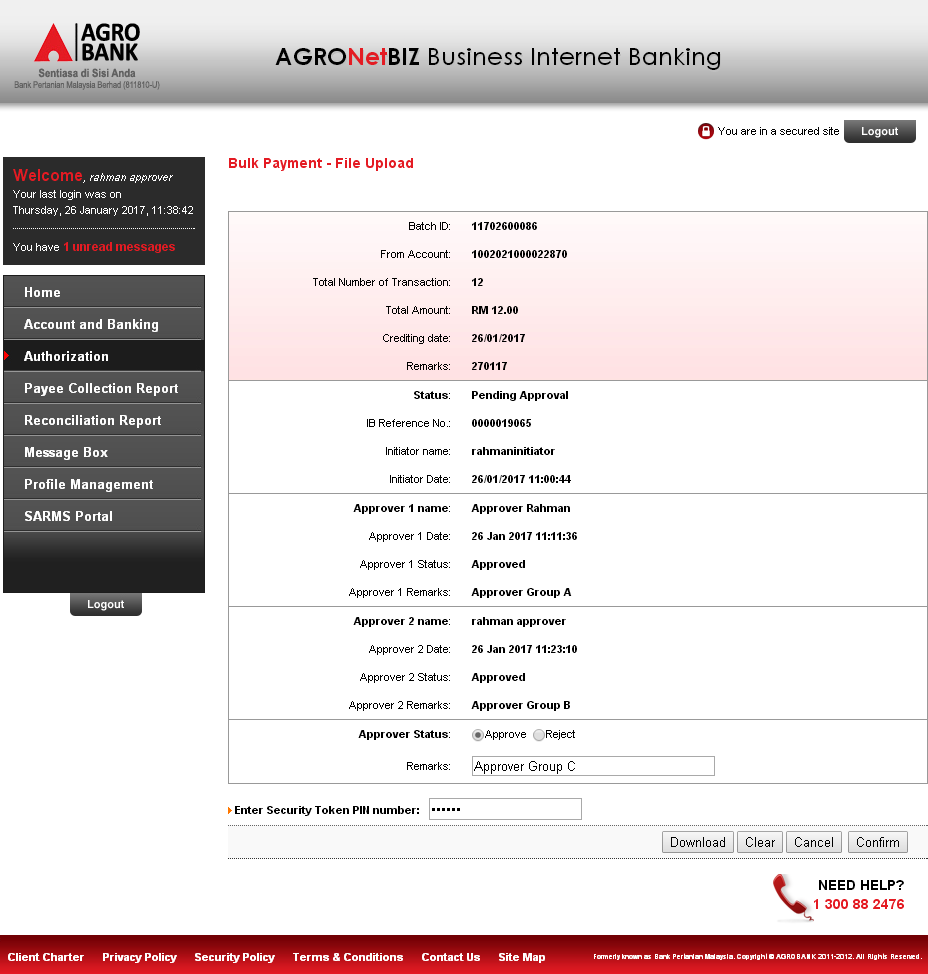 AGRO
BANK
Sentiasa di Sisi Anda
Bank Pertanian Malaysia Berhad (811810-U)
AGRONetBIZ Business Internet Banking
You are in a secured site Logout
Welcome, rahman approver
Your last login was on
Thursday, 26 January 2017, 11:38:42
You have 1 unread messages
Home
Account and Banking
Authorization
Payee Collection Report
Reconciliation Report
Message Box
Profile Management
SARMS Portal
Logout
Bulk Payment - File Upload
Batch ID: 11702600086
From Account: 1002021000022870
Total Number of Transaction: 12
Total Amount: RM 12.00
Crediting date: 26/01/2017
Remarks: 270117
Status: Pending Approval
IB Reference No.: 0000019065
Initiator name: rahmaninitiator
Initiator Date: 26/01/2017 11:00:44
Approver 1 name: Approver Rahman
Approver 1 Date: 26 Jan 2017 11:11:36
Approver 1 Status: Approved
Approver 1 Remarks: Approver Group A
Approver 2 name: rahman approver
Approver 2 Date: 26 Jan 2017 11:23:10
Approver 2 Status: Approved
Approver 2 Remarks: Approver Group B
Approver Status: Approve Reject
Remarks: Approver Group C
Enter Security Token PIN number: ••••••
Download Clear Cancel Confirm
NEED HELP?
1 300 88 2476
Client Charter Privacy Policy Security Policy Terms & Conditions Contact Us Site Map Formerly known as Bank Pertanian Malaysia. Copyright © AGROBANK 2011-2012. All Rights Reserved.